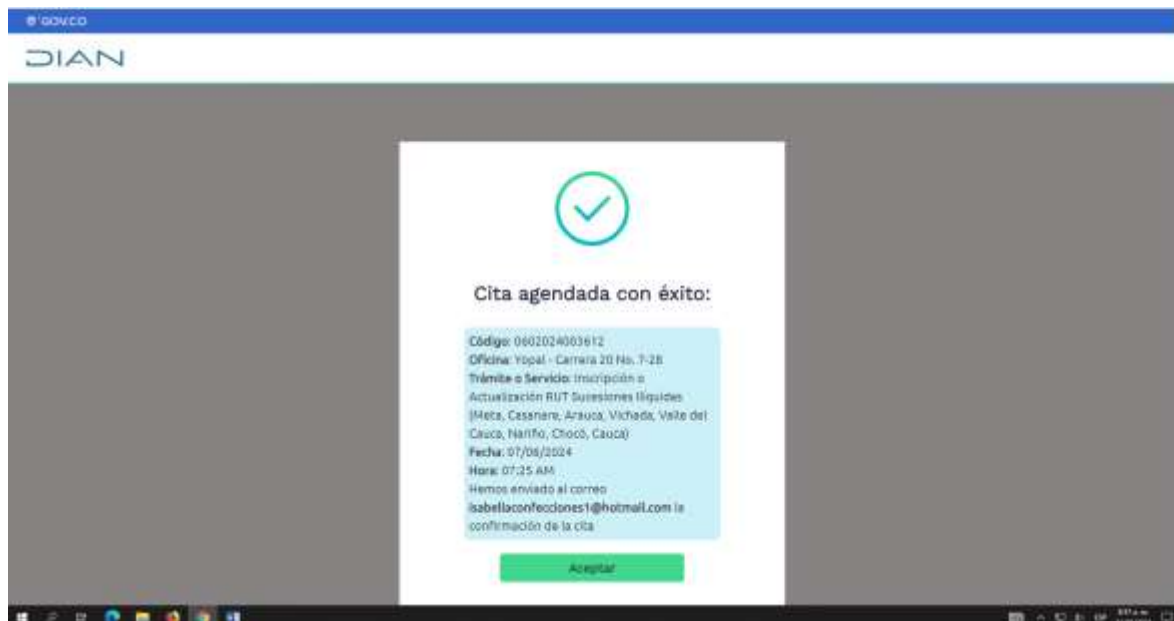 GOV.CO
DIAN
Cita agendada con éxito:
Código: 0602024003612
Oficina: Yopal - Carrera 20 No. 7-28
Trámite o Servicio: Inscripción o
Actualización RUT Sucesiones Ilíquidas
(Meta, Casanare, Arauca, Vichada, Valle del
Cauca, Nariño, Chocó, Cauca)
Fecha: 07/06/2024
Hora: 07:25 AM
Hemos enviado al correo
isabellaconfecciones1@hotmail.com la
confirmación de la cita
Aceptar